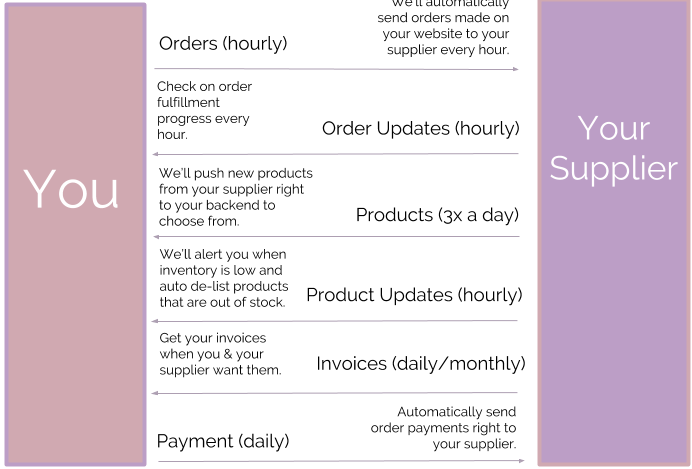 We'll automatically
send orders made on
your website to your
supplier every hour.
Orders (hourly)
Check on order
fulfillment
progress every
hour.
Order Updates (hourly)
You
Your
Supplier
We'll push new products
from your supplier right
to your backend to
choose from.
Products (3x a day)
We'll alert you when
inventory is low and
auto de-list products
that are out of stock.
Product Updates (hourly)
Get your invoices
when you & your
supplier want them.
Invoices (daily/monthly)
Automatically send
order payments right to
your supplier.
Payment (daily)